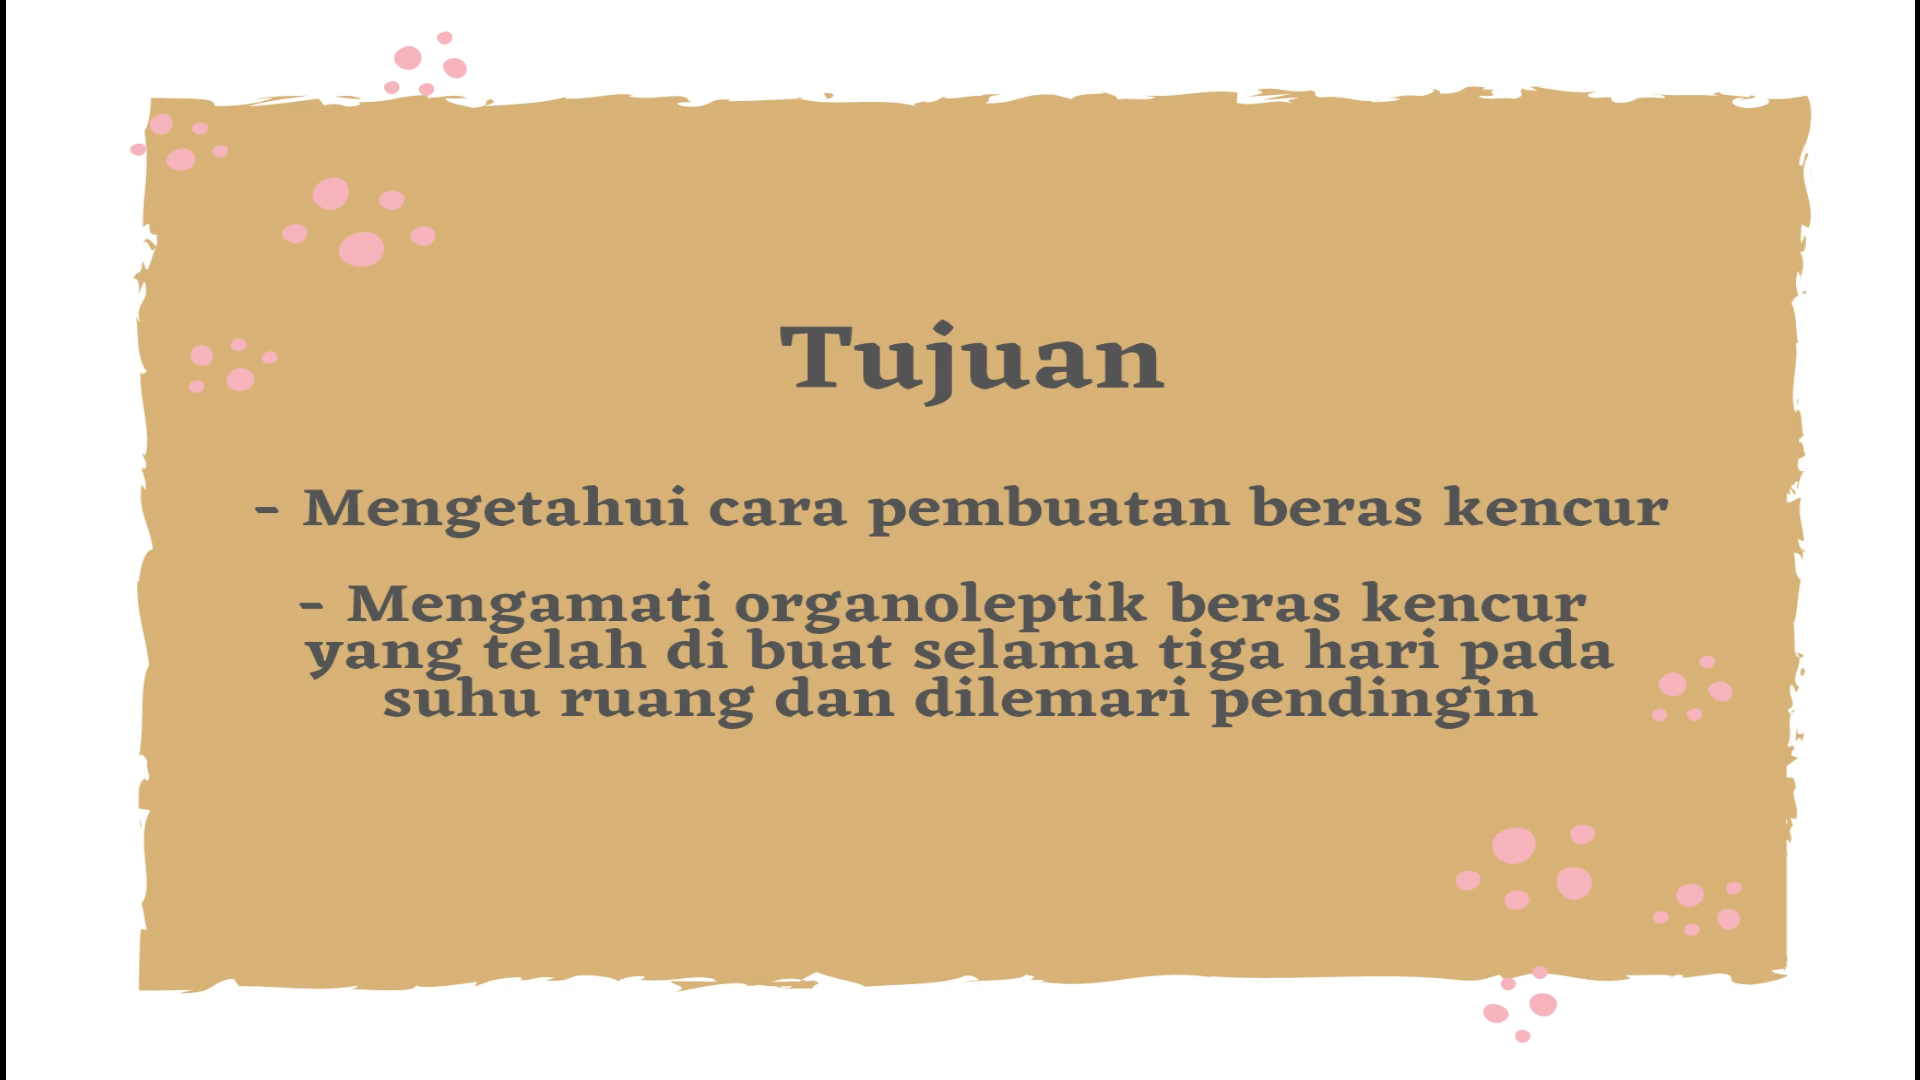 Tujuan
- Mengetahui cara pembuatan beras kencur
- Mengamati organoleptik beras kencur
yang telah di buat selama tiga hari pada
suhu ruang dan dilemari pendingin